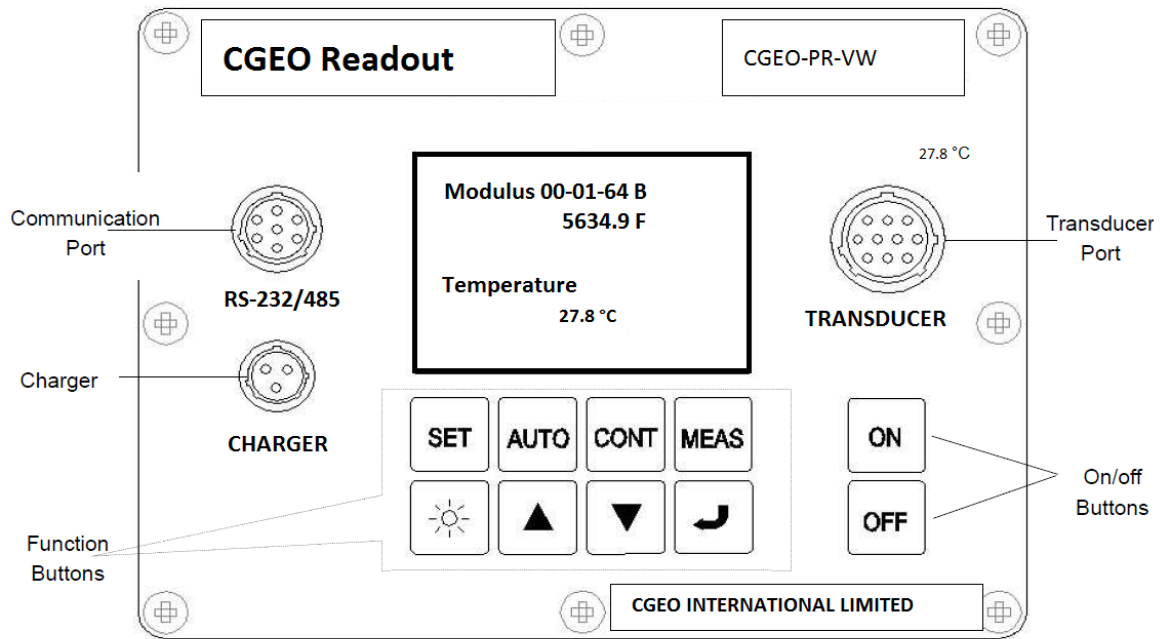 CGEO Readout
CGEO-PR-VW
27.8 °C
Modulus 00-01-64 B
5634.9 F
Temperature
27.8 °C
Communication
Port
RS-232/485
Transducer
Port
TRANSDUCER
Charger
CHARGER
SET AUTO CONT MEAS
ON
OFF
On/off
Buttons
Function
Buttons
CGEO INTERNATIONAL LIMITED